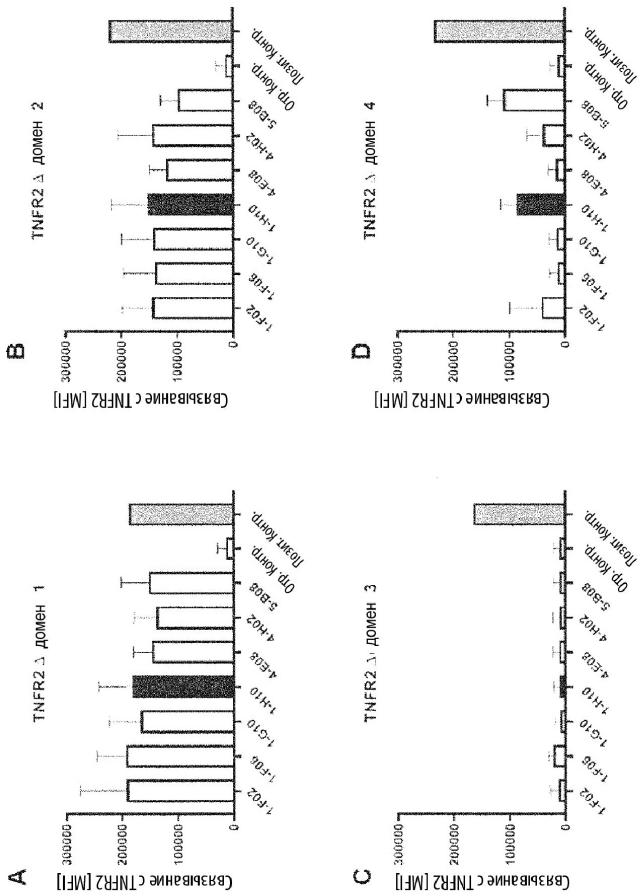 A
TNFR2 Δ домен 1
Связывание с TNFR2 [MFI]
300000
200000
100000
0
1-F02
1-F06
1-G10
1-H10
4-E08
4-H02
5-B08
Отр. Контр.
Позит. Контр.
B
TNFR2 Δ домен 2
Связывание с TNFR2 [MFI]
300000
200000
100000
0
1-F02
1-F06
1-G10
1-H10
4-E08
4-H02
5-B08
Отр. Контр.
Позит. Контр.
C
TNFR2 Δ домен 3
Связывание с TNFR2 [MFI]
300000
200000
100000
0
1-F02
1-F06
1-G10
1-H10
4-E08
4-H02
5-B08
Отр. Контр.
Позит. Контр.
D
TNFR2 Δ домен 4
Связывание с TNFR2 [MFI]
300000
200000
100000
0
1-F02
1-F06
1-G10
1-H10
4-E08
4-H02
5-B08
Отр. Контр.
Позит. Контр.